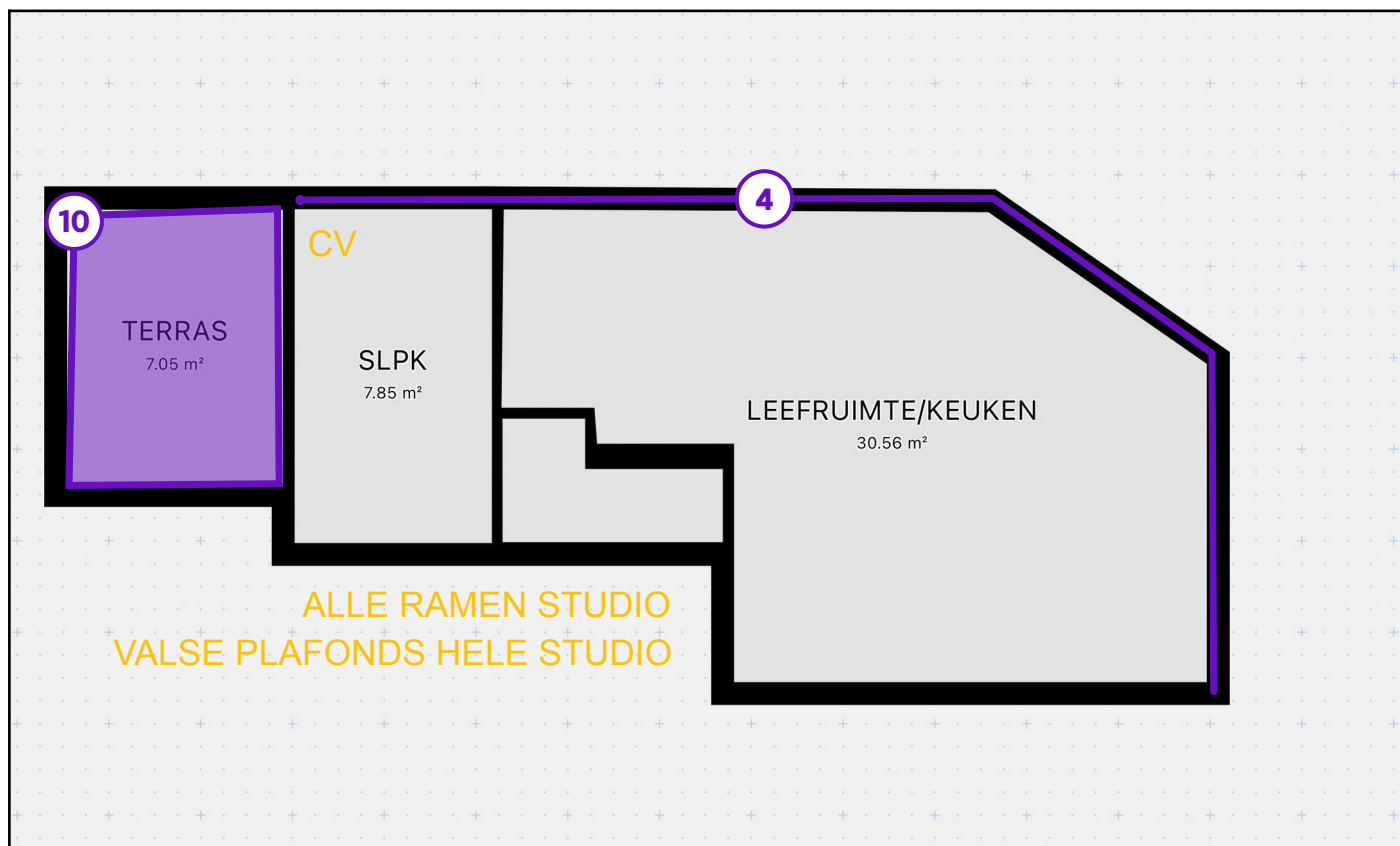 4
10
CV
TERRAS
7.05 m²
SLPK
7.85 m²
LEEFRUIMTE/KEUKEN
30.56 m²
ALLE RAMEN STUDIO
VALSE PLAFONDS HELE STUDIO